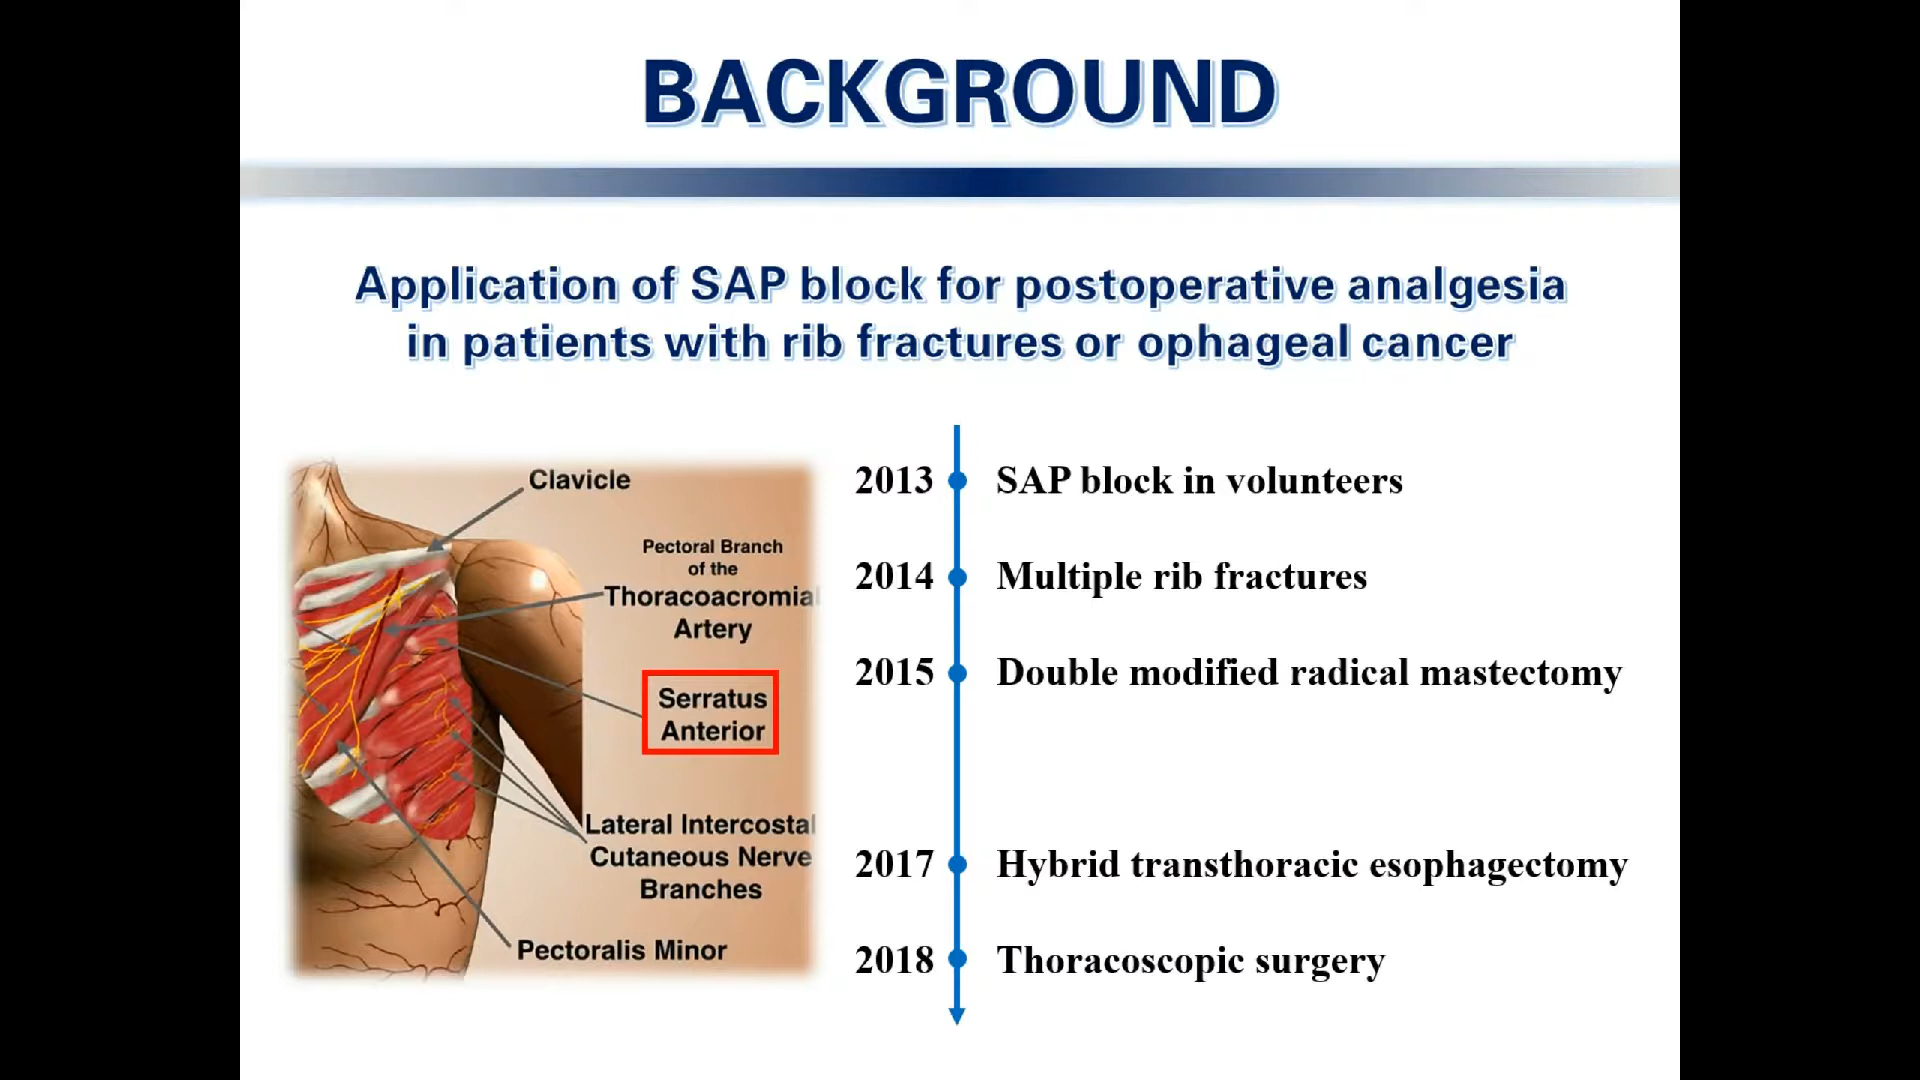 BACKGROUND
Application of SAP block for postoperative analgesia
in patients with rib fractures or ophageal cancer
Clavicle
Pectoral Branch
of the
Thoracoacromial
Artery
Serratus
Anterior
Lateral Intercostal
Cutaneous Nerve
Branches
Pectoralis Minor
2013 SAP block in volunteers
2014 Multiple rib fractures
2015 Double modified radical mastectomy
2017 Hybrid transthoracic esophagectomy
2018 Thoracoscopic surgery